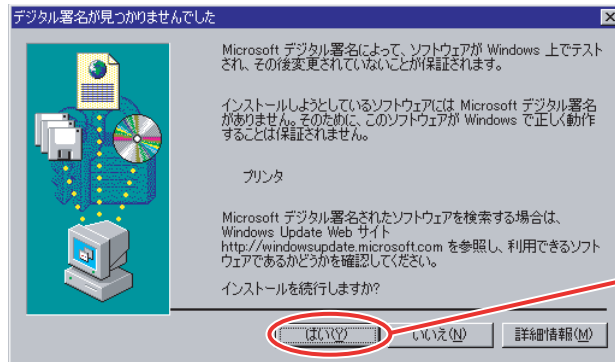 デジタル署名が見つかりませんでした
Microsoft デジタル署名によって、ソフトウェアが Windows 上でテスト
され、その後変更されていないことが保証されます。
インストールしようとしているソフトウェアには Microsoft デジタル署名
がありません。そのために、このソフトウェアが Windows で正しく動作
することは保証されません。
プリンタ
Microsoft デジタル署名されたソフトウェアを検索する場合は、
Windows Update Web サイト
http://windowsupdate.microsoft.com を参照し、利用できるソフト
ウェアであるかどうかを確認してください。
インストールを続行しますか?
はい(Y) いいえ(N) 詳細情報(M)